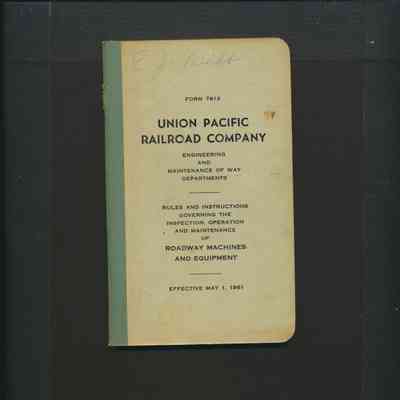 FORM 7613
UNION PACIFIC
RAILROAD COMPANY
ENGINEERING
AND
MAINTENANCE OF WAY
DEPARTMENTS
RULES AND INSTRUCTIONS
GOVERNING THE
INSPECTION, OPERATION
AND MAINTENANCE
OF
ROADWAY MACHINES
AND EQUIPMENT
EFFECTIVE MAY 1, 1961